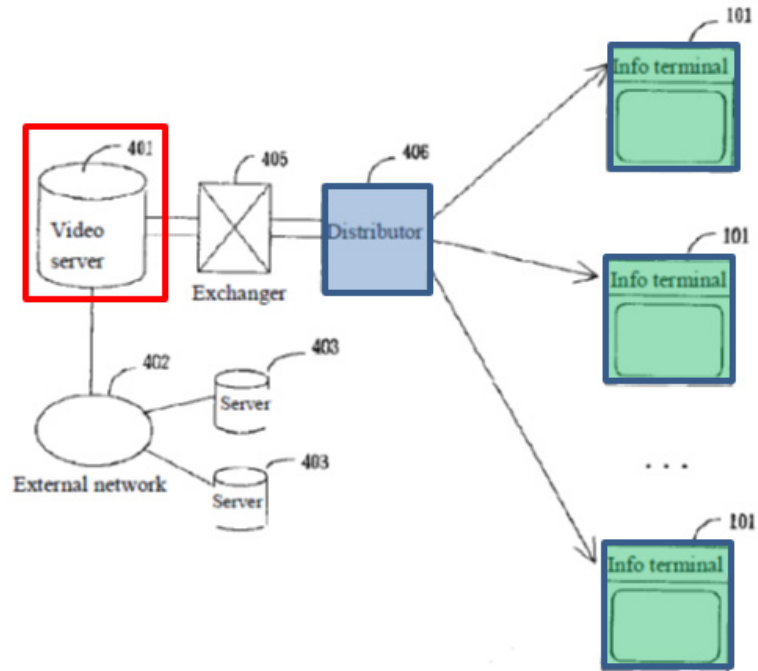 101
Info terminal
401
405
406
Video
server
Distributor
Exchanger
101
Info terminal
402
403
Server
External network
403
Server
. . .
101
Info terminal